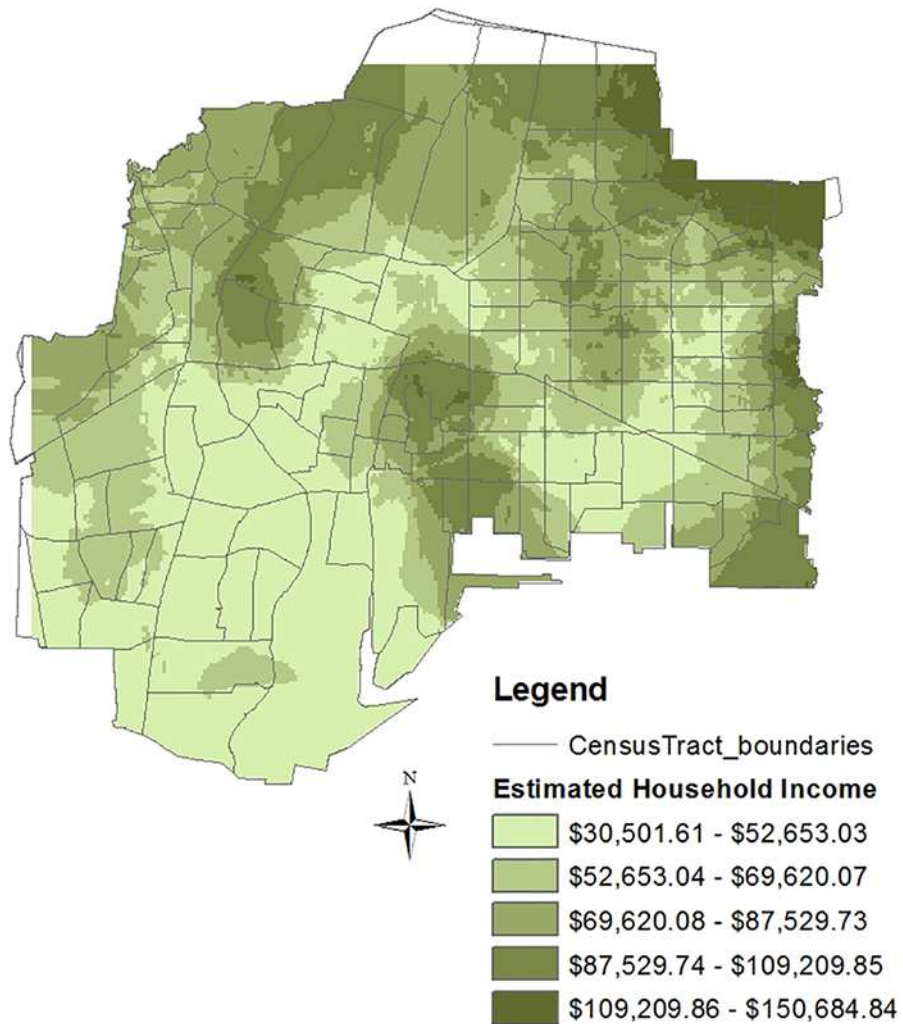 Legend
CensusTract_boundaries
N
Estimated Household Income
$30,501.61 - $52,653.03
$52,653.04 - $69,620.07
$69,620.08 - $87,529.73
$87,529.74 - $109,209.85
$109,209.86 - $150,684.84